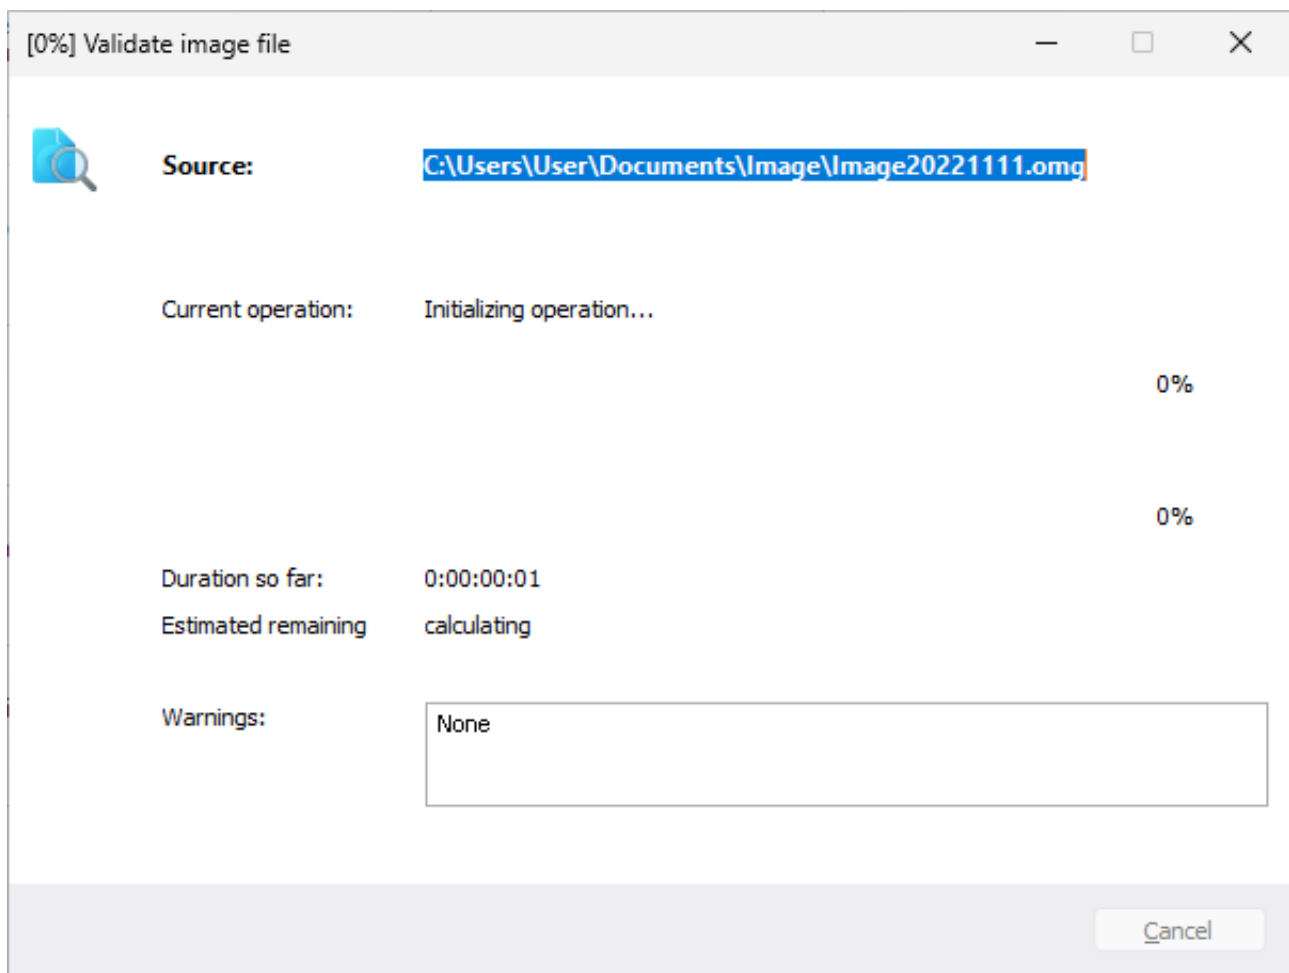 [0%] Validate image file
Source: C:\Users\User\Documents\Image\Image20221111.omg
Current operation: Initializing operation...
0%
0%
Duration so far: 0:00:00:01
Estimated remaining calculating
Warnings: None
Cancel